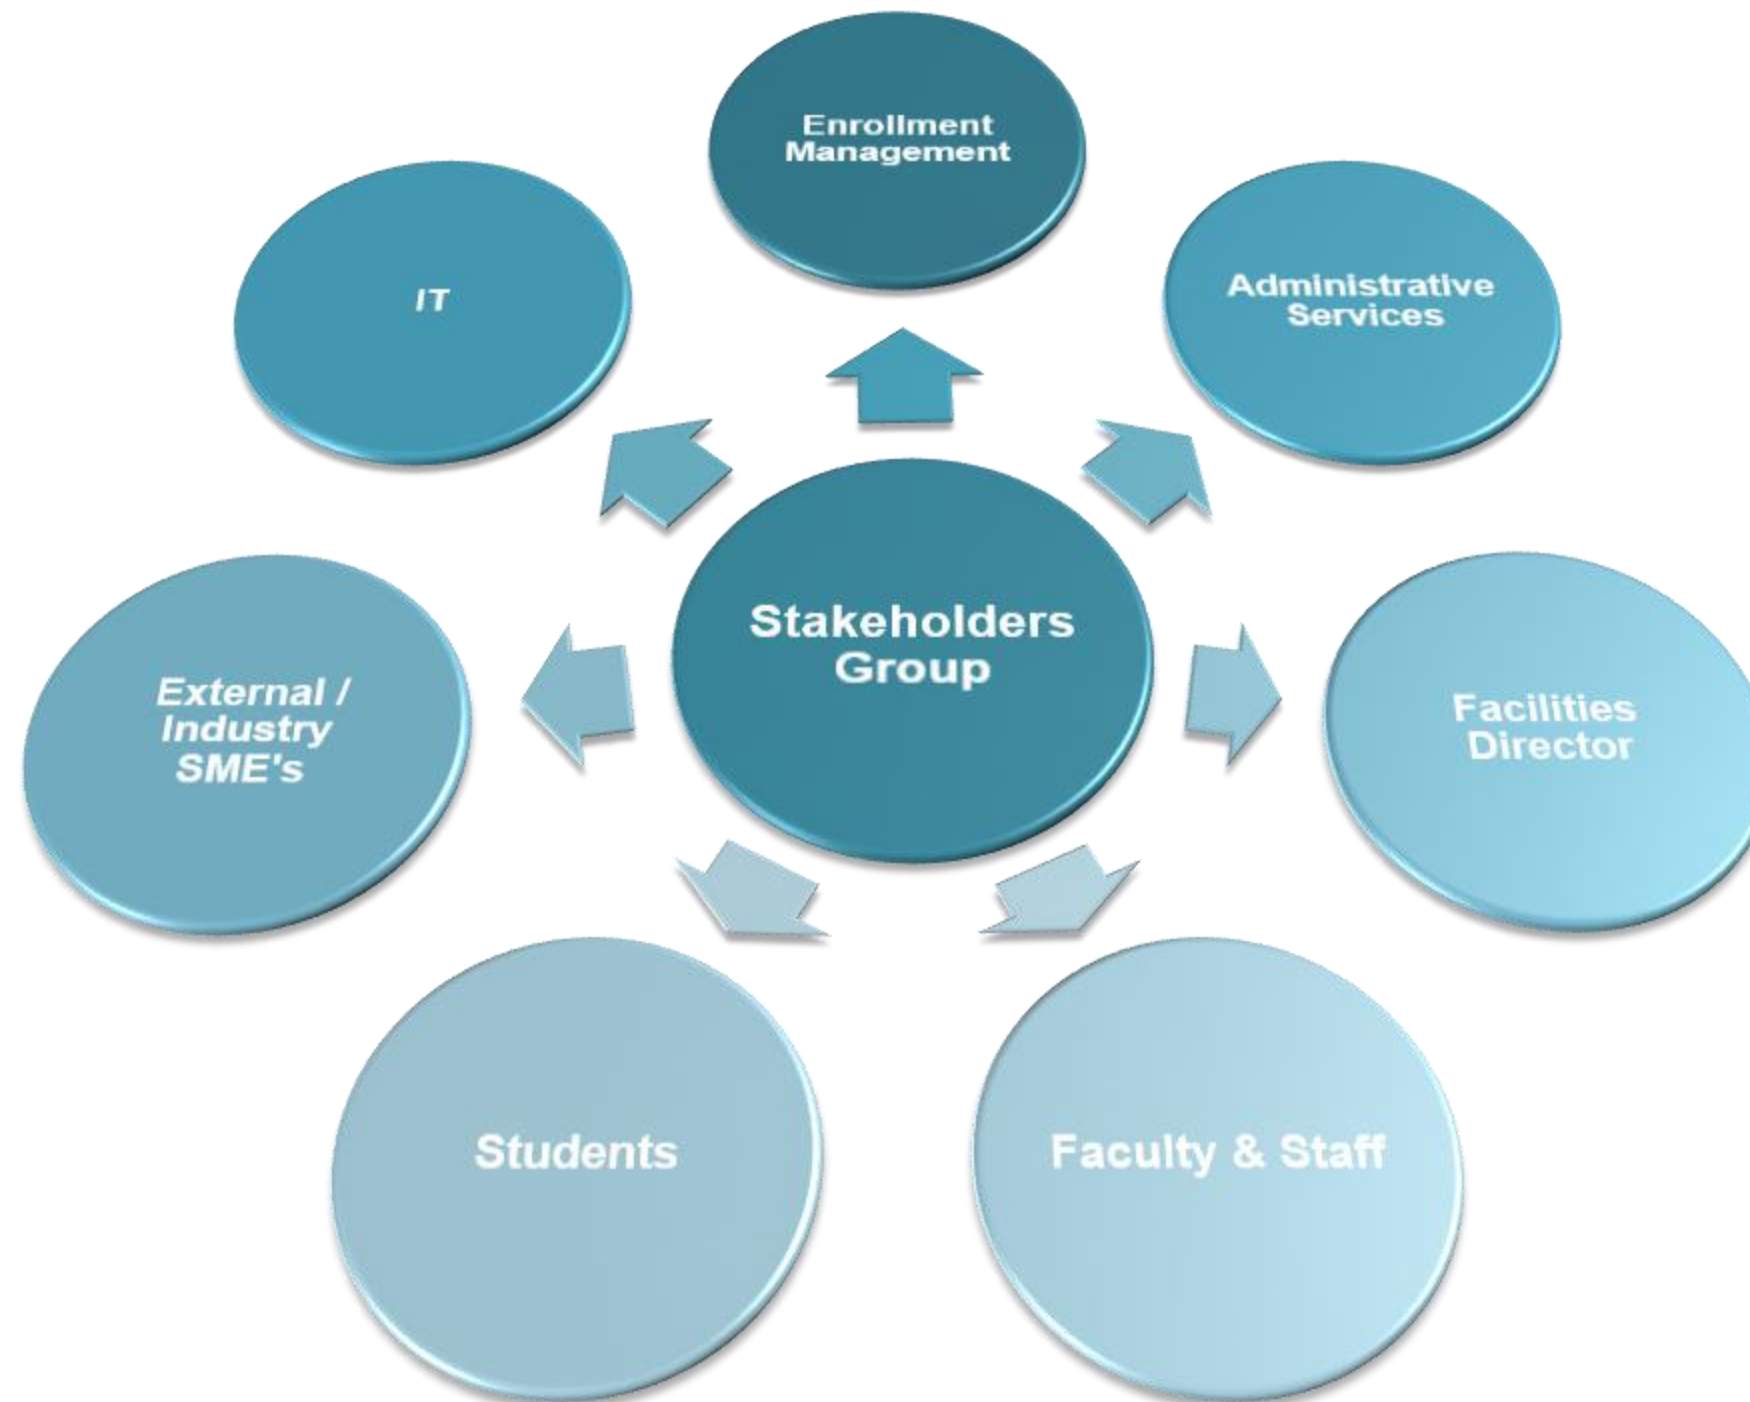 Enrollment
Management
IT
Administrative
Services
Stakeholders
Group
External /
Industry
SME's
Facilities
Director
Students
Faculty & Staff